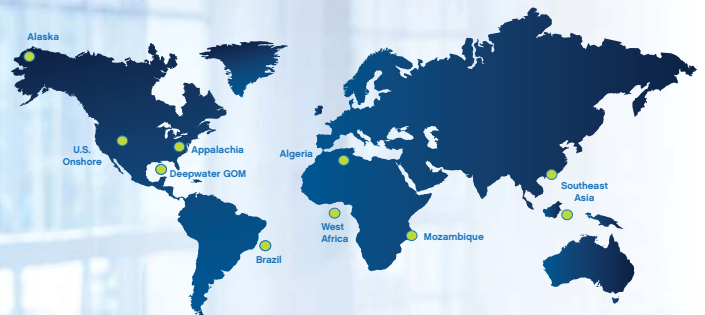 Alaska
U.S.
Onshore
Appalachia
Deepwater GOM
Brazil
Algeria
West
Africa
Mozambique
Southeast
Asia